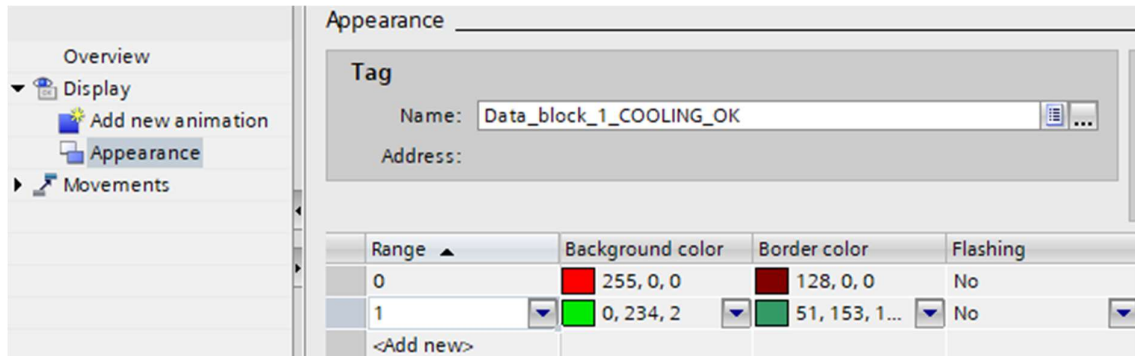 Appearance
Overview
Display
Add new animation
Appearance
Movements
Tag
Name: Data_block_1_COOLING_OK
...
Address:
Range Background color Border color Flashing
0 255, 0, 0 128, 0, 0 No
1 0, 234, 2 51, 153, 1... No
<Add new>